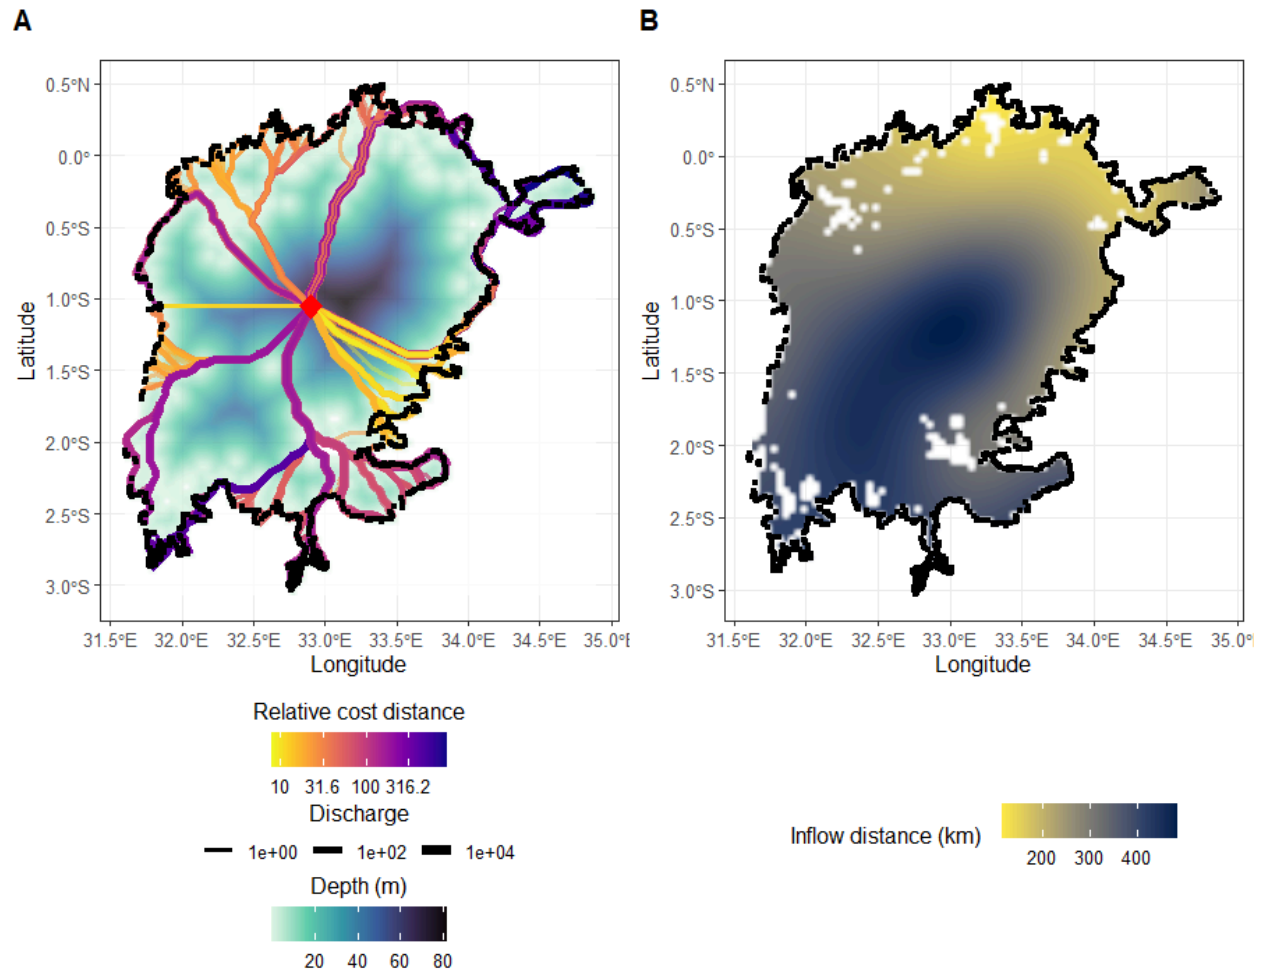 A
B
0.5°N
0.0°
0.5°S
1.0°S
1.5°S
2.0°S
2.5°S
3.0°S
Latitude
31.5°E 32.0°E 32.5°E 33.0°E 33.5°E 34.0°E 34.5°E 35.0°
Longitude
0.5°N
0.0°
0.5°S
1.0°S
1.5°S
2.0°S
2.5°S
3.0°S
Latitude
31.5°E 32.0°E 32.5°E 33.0°E 33.5°E 34.0°E 34.5°E 35.0°
Longitude
Relative cost distance
10 31.6 100 316.2
Discharge
1e+00 1e+02 1e+04
Depth (m)
20 40 60 80
Inflow distance (km)
200 300 400